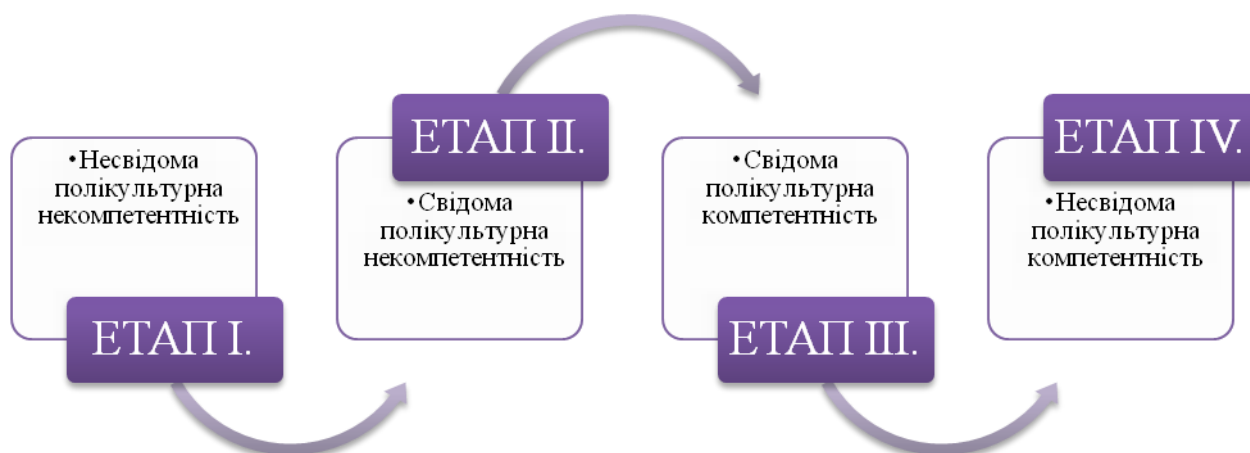 ЕТАП І.
•Несвідома
полікультурна
некомпетентність
ЕТАП ІІ.
•Свідома
полікультурна
некомпетентність
ЕТАП ІІІ.
•Свідома
полікультурна
компетентність
ЕТАП IV.
•Несвідома
полікультурна
компетентність